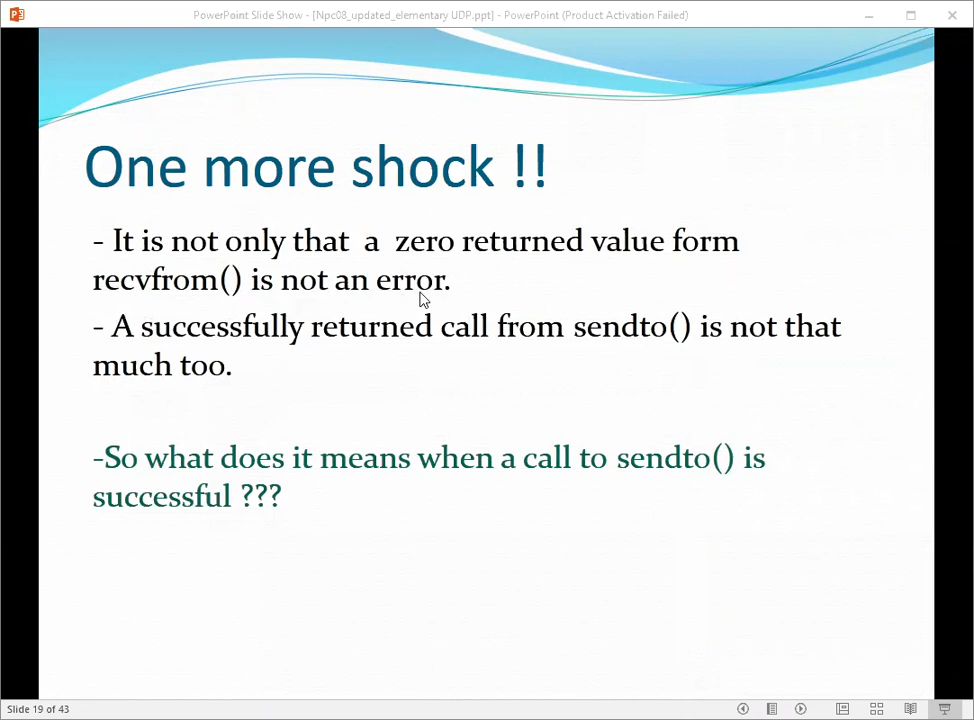 PowerPoint Slide Show - [Npc08_updated_elementary UDP.ppt] - PowerPoint (Product Activation Failed)
One more shock !!
- It is not only that a zero returned value form
recvfrom() is not an error.
- A successfully returned call from sendto() is not that
much too.
-So what does it means when a call to sendto() is
successful ???
Slide 19 of 43